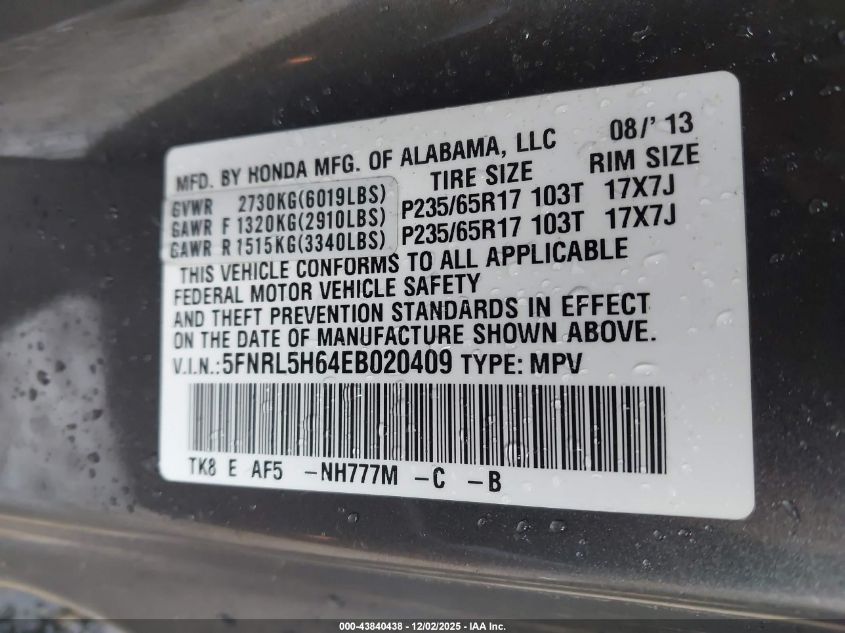 MFD. BY HONDA MFG. OF ALABAMA, LLC 08/'13
TIRE SIZE RIM SIZE
GVWR 2730KG(6019LBS)
GAWR F 1320KG(2910LBS) P235/65R17 103T 17X7J
GAWR R 1515KG(3340LBS) P235/65R17 103T 17X7J
THIS VEHICLE CONFORMS TO ALL APPLICABLE
FEDERAL MOTOR VEHICLE SAFETY
AND THEFT PREVENTION STANDARDS IN EFFECT
ON THE DATE OF MANUFACTURE SHOWN ABOVE.
V.I.N.:5FNRL5H64EB020409 TYPE: MPV
TK8 E AF5 -NH777M -C -B
000-43840438 - 12/02/2025 - IAA Inc.